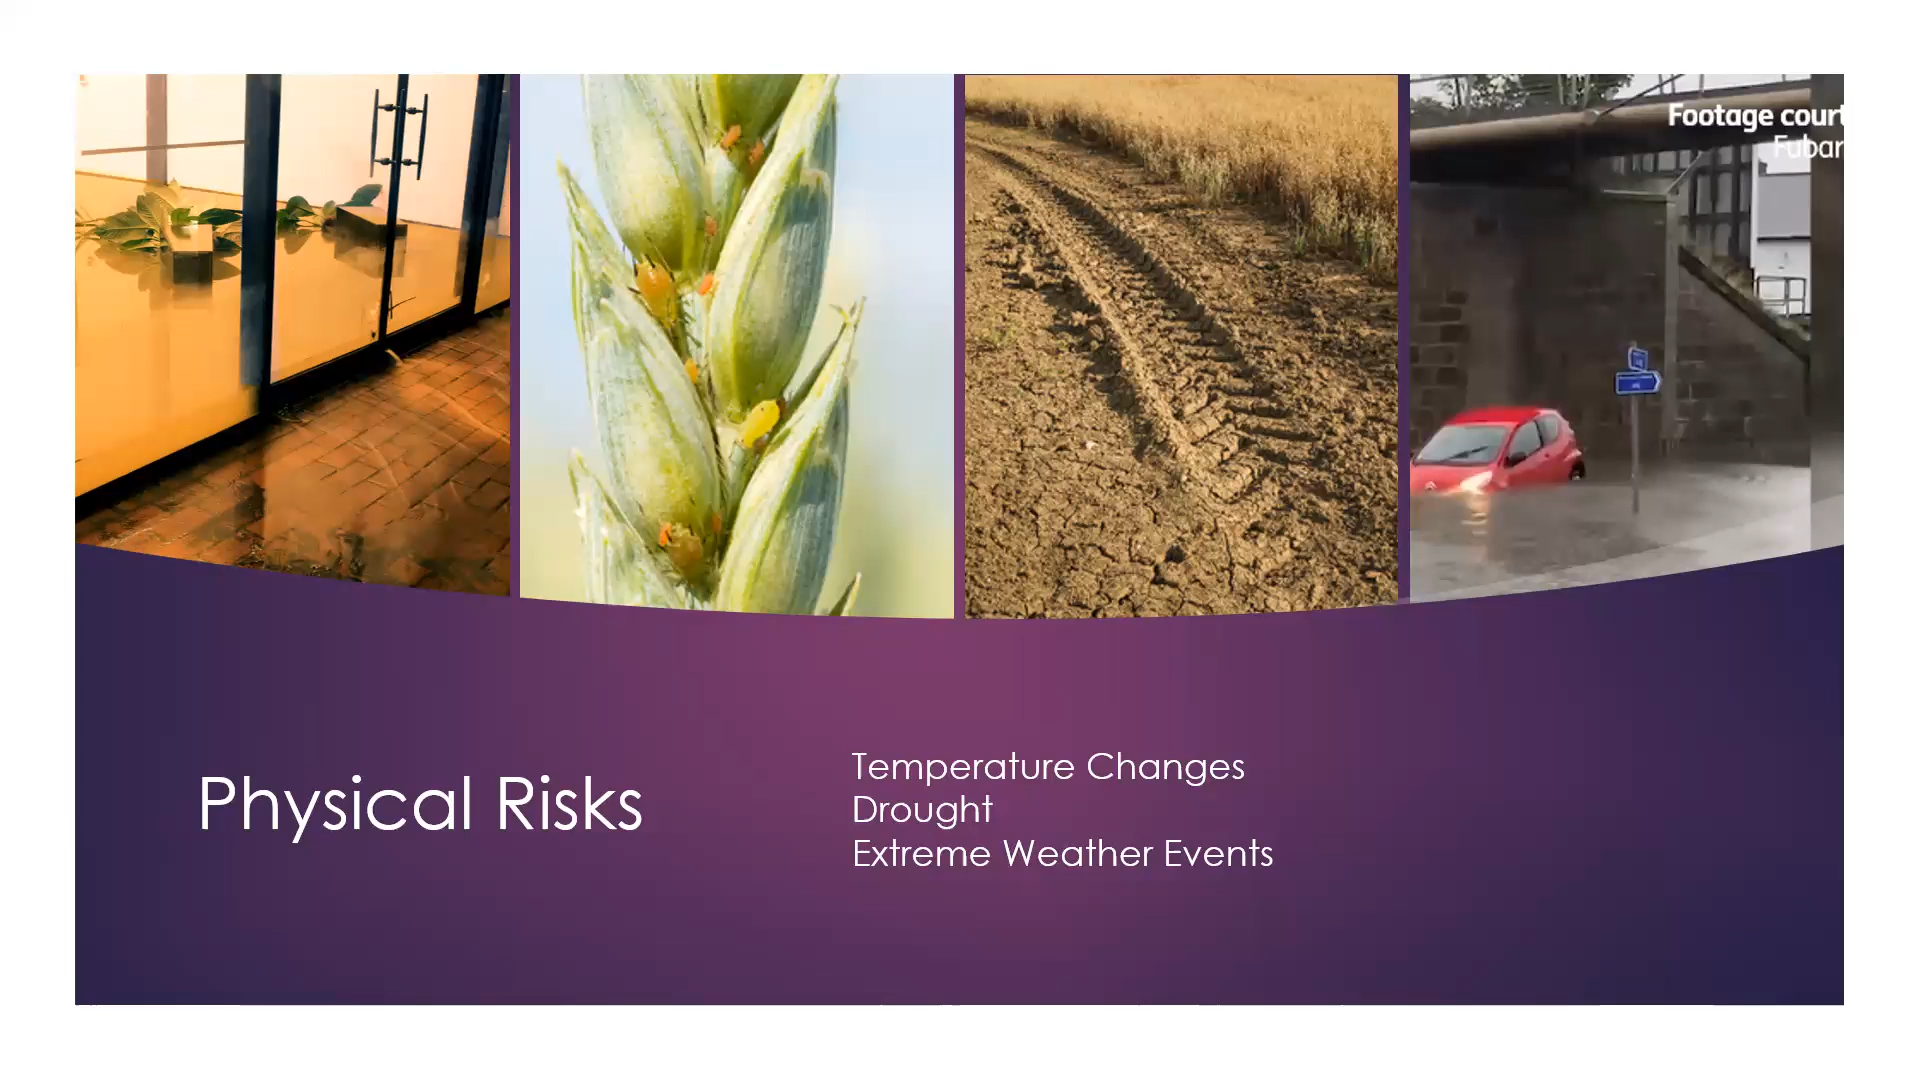 Footage court
Fubar
Physical Risks
Temperature Changes
Drought
Extreme Weather Events